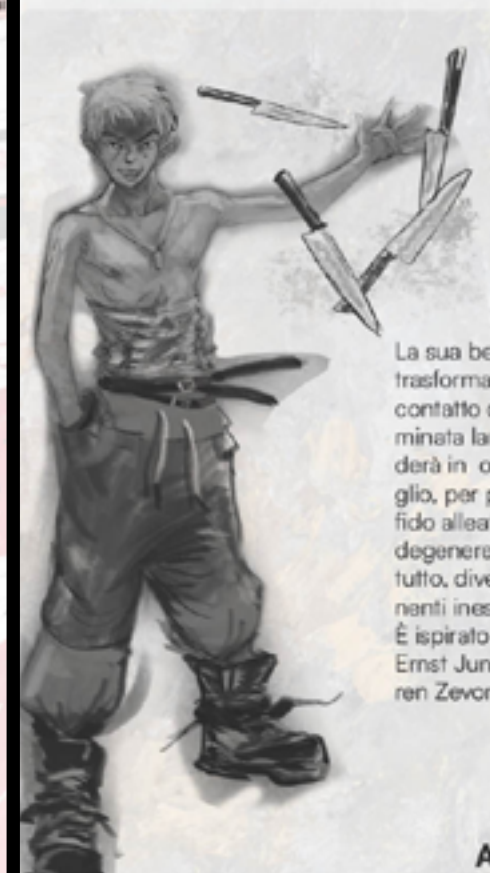 La sua be
trasforma
contatto
minata la
derà in o
glio, per p
fido allea
degenere
tutto, dive
nenti ines
È ispirato
Ernst Jun
ren Zevor
A